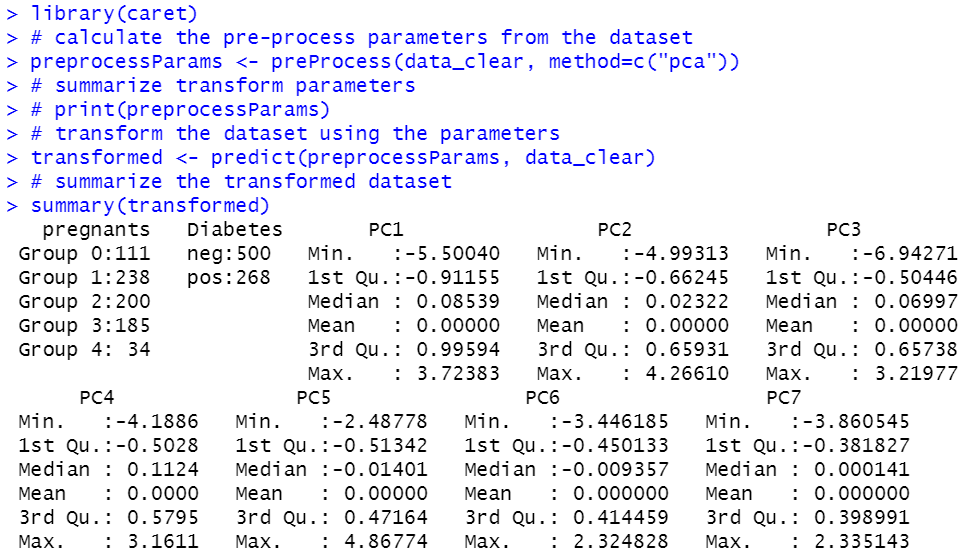 > library(caret)
> # calculate the pre-process parameters from the dataset
> preprocessParams <- preProcess(data_clear, method=c("pca"))
> # summarize transform parameters
> # print(preprocessParams)
> # transform the dataset using the parameters
> transformed <- predict(preprocessParams, data_clear)
> # summarize the transformed dataset
> summary(transformed)
pregnants Diabetes PC1 PC2 PC3
Group 0:111 neg:500 Min. :-5.50040 Min. :-4.99313 Min. :-6.94271
Group 1:238 pos:268 1st Qu.:-0.91155 1st Qu.:-0.66245 1st Qu.:-0.50446
Group 2:200 Median : 0.08539 Median : 0.02322 Median : 0.06997
Group 3:185 Mean : 0.00000 Mean : 0.00000 Mean : 0.00000
Group 4: 34 3rd Qu.: 0.99594 3rd Qu.: 0.65931 3rd Qu.: 0.65738
Max. : 3.72383 Max. : 4.26610 Max. : 3.21977
PC4 PC5 PC6 PC7
Min. :-4.1886 Min. :-2.48778 Min. :-3.446185 Min. :-3.860545
1st Qu.:-0.5028 1st Qu.:-0.51342 1st Qu.:-0.450133 1st Qu.:-0.381827
Median : 0.1124 Median :-0.01401 Median :-0.009357 Median : 0.000141
Mean : 0.0000 Mean : 0.00000 Mean : 0.000000 Mean : 0.000000
3rd Qu.: 0.5795 3rd Qu.: 0.47164 3rd Qu.: 0.414459 3rd Qu.: 0.398991
Max. : 3.1611 Max. : 4.86774 Max. : 2.324828 Max. : 2.335143